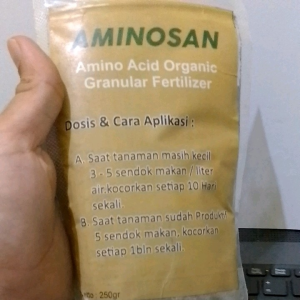 AMINOSAN
Amino Acid Organic
Granular Fertilizer
Dosis & Cara Aplikasi :
A. Saat tanaman masih kecil
3 - 5 sendok makan / liter
air,kocorkan setiap 10 Hari
sekali.
B. Saat tanaman sudah Produksi
5 sendok makan, kocorkan
setiap 1bln sekali.
: 250gr